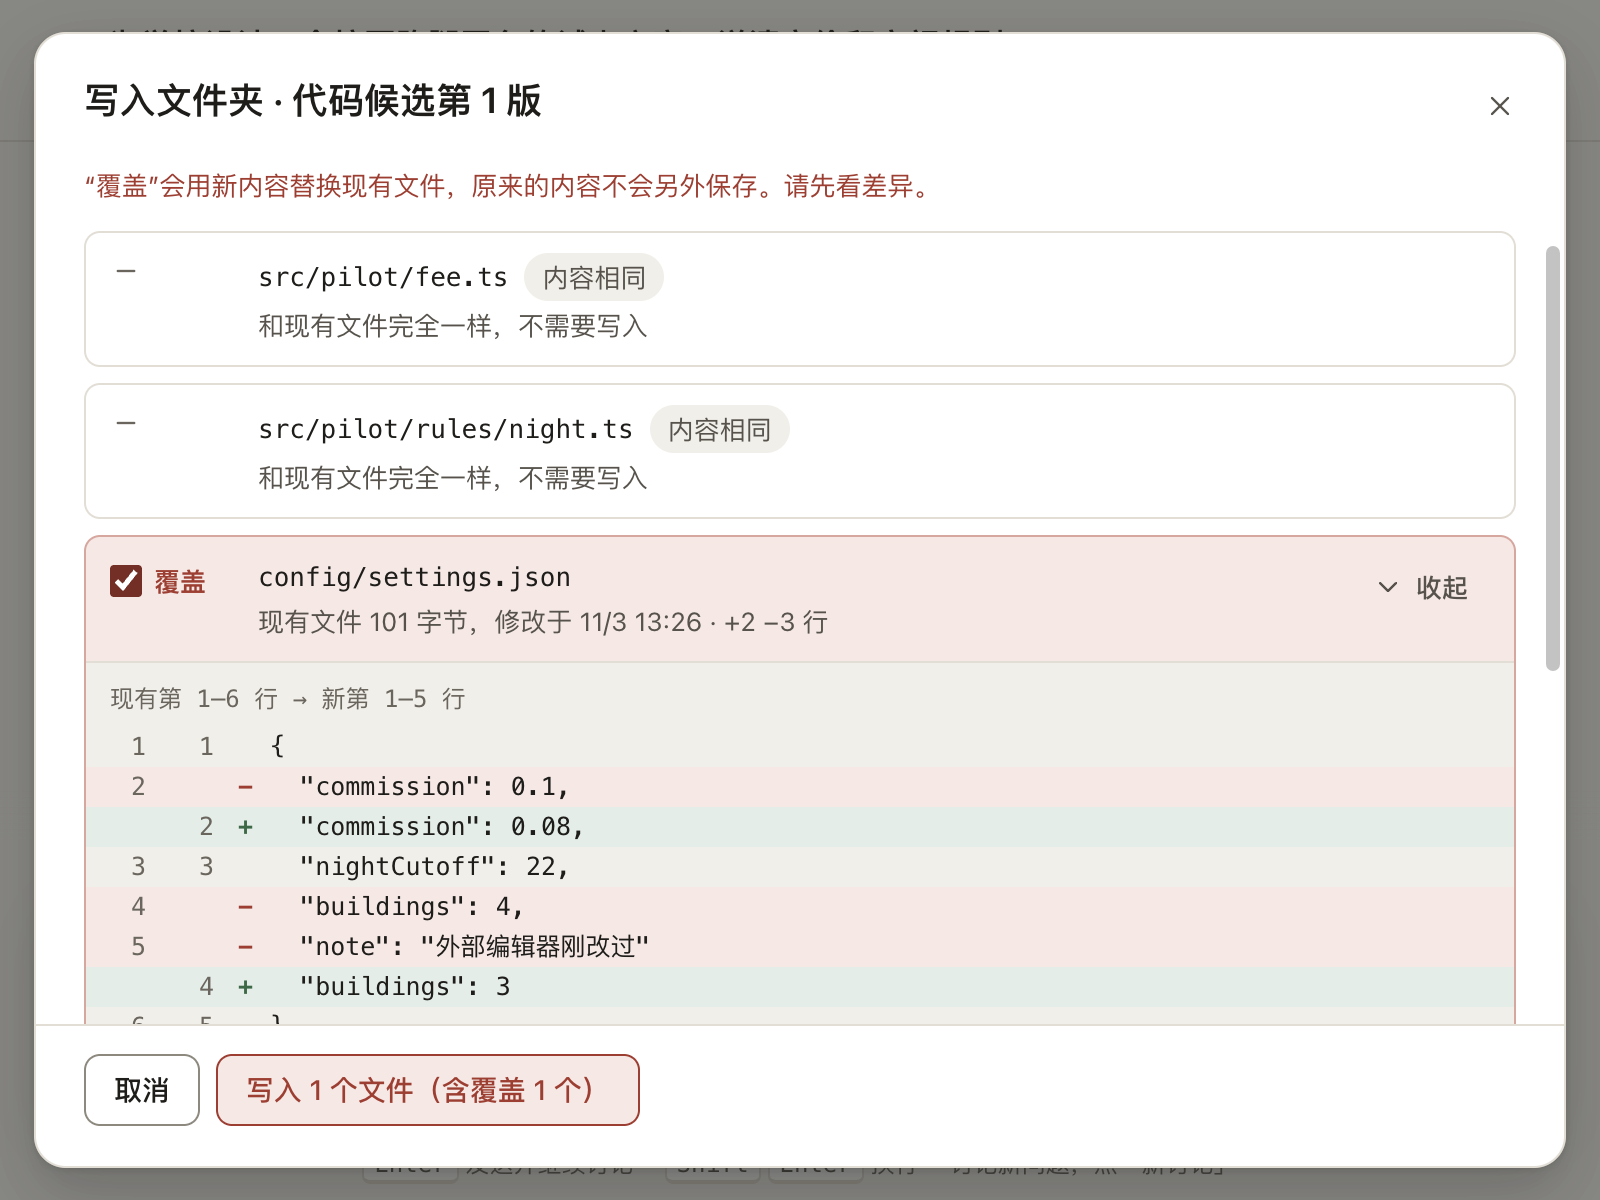 写入文件夹 · 代码候选第 1 版
“覆盖”会用新内容替换现有文件，原来的内容不会另外保存。请先看差异。
src/pilot/fee.ts 内容相同
和现有文件完全一样，不需要写入
src/pilot/rules/night.ts 内容相同
和现有文件完全一样，不需要写入
覆盖 config/settings.json 收起
现有文件 101 字节，修改于 11/3 13:26 · +2 −3 行
现有第 1–6 行 → 新第 1–5 行
1 1 {
2 − "commission": 0.1,
2 + "commission": 0.08,
3 3 "nightCutoff": 22,
4 − "buildings": 4,
5 − "note": "外部编辑器刚改过"
4 + "buildings": 3
6 5 }
取消 写入 1 个文件（含覆盖 1 个）